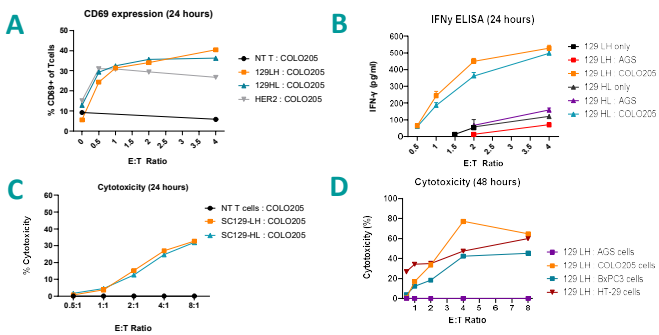 A
CD69 expression (24 hours)
% CD69+ of Tcells
50
40
30
20
10
0
0 0.5 1 1.5 2 2.5 3 3.5 4
E:T Ratio
NT T : COLO205
129LH : COLO205
129HL : COLO205
HER2 : COLO205
B
IFNγ ELISA (24 hours)
IFN-γ (pg/ml)
600
500
400
300
200
100
0
0.5 1 1.5 2 2.5 3 3.5 4
E:T Ratio
129 LH only
129 LH : AGS
129 LH : COLO205
129 HL only
129 HL : AGS
129 HL : COLO205
C
Cytotoxicity (24 hours)
% Cytotoxicity
60
50
40
30
20
10
0
0.5:1 1:1 2:1 4:1 8:1
E:T Ratio
NT T cells : COLO205
SC129-LH : COLO205
SC129-HL : COLO205
D
Cytotoxicity (48 hours)
Cytotoxicity (%)
100
80
60
40
20
0
1 2 3 4 5 6 7 8
E:T Ratio
129 LH : AGS cells
129 LH : COLO205 cells
129 LH : BxPC3 cells
129 LH : HT-29 cells